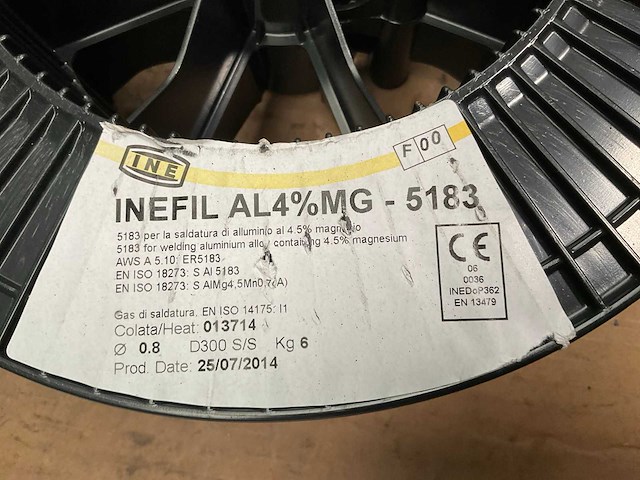 INE
F 00
INEFIL AL4%MG - 5183
5183 per la saldatura di alluminio al 4.5% magnesio
5183 for welding aluminium alloy containing 4.5% magnesium
AWS A 5.10: ER5183
EN ISO 18273: S Al 5183
EN ISO 18273: S AlMg4,5Mn0,7(A)
Gas di saldatura, EN ISO 14175: I1
Colata/Heat: 013714
Ø 0.8 D300 S/S Kg 6
Prod. Date: 25/07/2014
CE
06
0036
INEDoP362
EN 13479